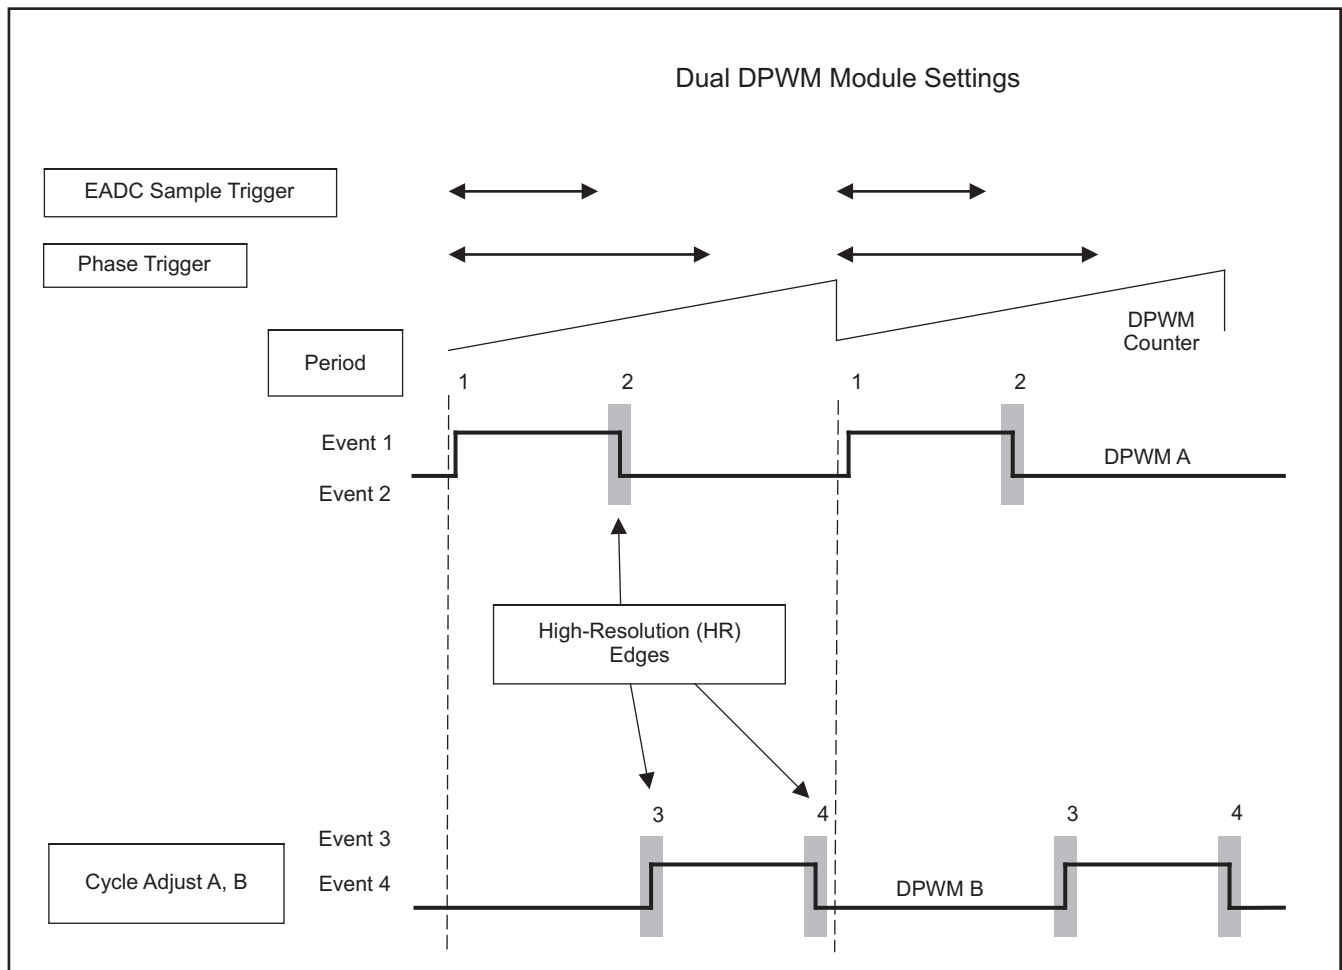 Dual DPWM Module Settings
EADC Sample Trigger
Phase Trigger
DPWM
Counter
Period
1
2
1
2
Event 1
DPWM A
Event 2
High-Resolution (HR)
Edges
3
4
3
4
Event 3
Cycle Adjust A, B
Event 4
DPWM B